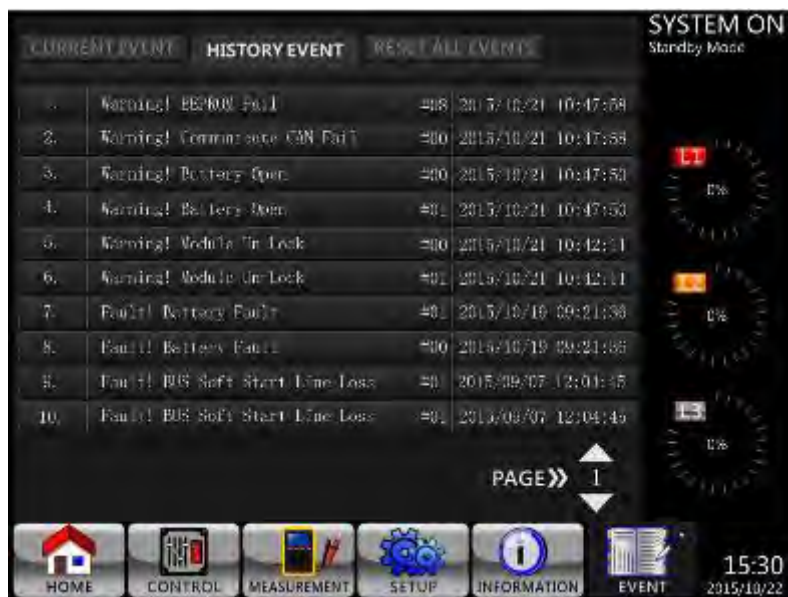 SYSTEM ON
Standby Mode
CURRENT EVENT HISTORY EVENT RESET ALL EVENTS
1. Warning! EEPROM Fail #08 2015/10/21 10:47:58
2. Warning! Communicate CAN Fail #00 2015/10/21 10:47:58
3. Warning! Battery Open #00 2015/10/21 10:47:50
4. Warning! Battery Open #01 2015/10/21 10:47:50
5. Warning! Module Un-Lock #00 2015/10/21 10:42:11
6. Warning! Module Un-Lock #01 2015/10/21 10:42:11
7. Fault! Battery Fault #01 2015/10/19 09:21:36
8. Fault! Battery Fault #00 2015/10/19 09:21:36
9. Fault! BUS Soft Start Line Loss 2015/09/07 12:04:45
10. Fault! BUS Soft Start Line Loss #01 2015/09/07 12:04:45
L1
0%
L2
0%
L3
0%
PAGE 1
HOME CONTROL MEASUREMENT SETUP INFORMATION EVENT
15:30
2015/10/22